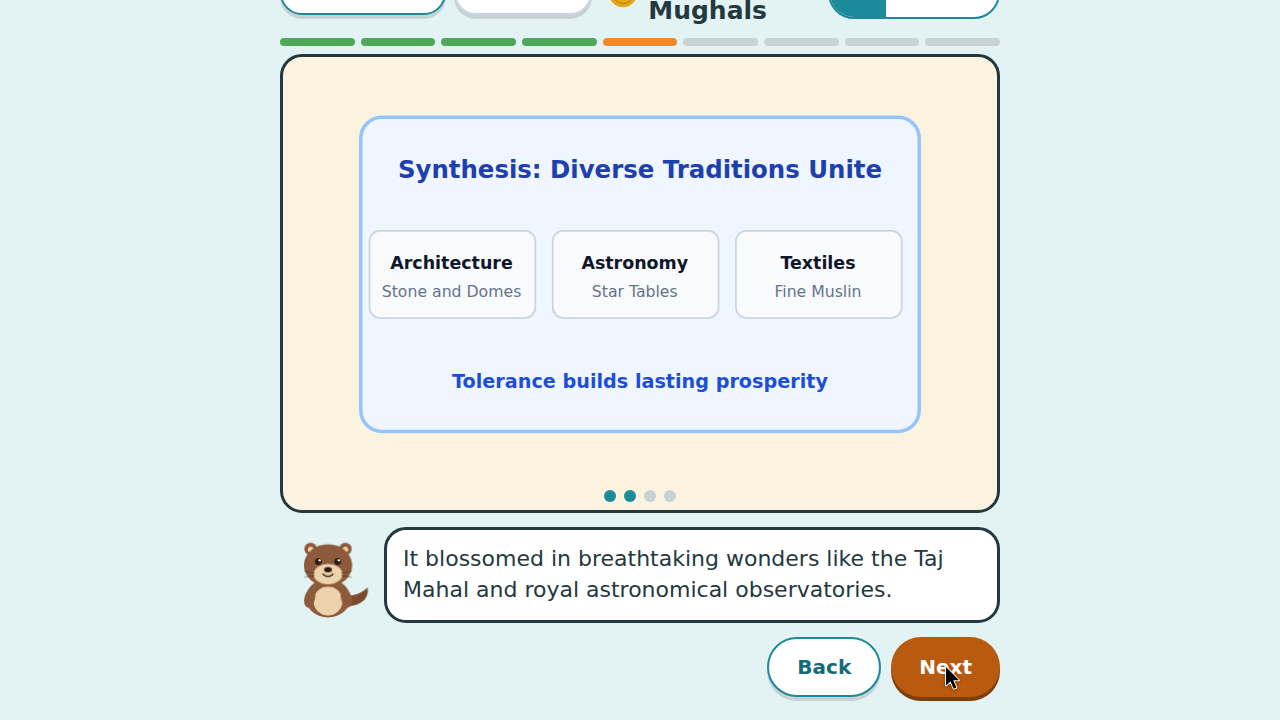 Mughals
Synthesis: Diverse Traditions Unite
Architecture
Stone and Domes
Astronomy
Star Tables
Textiles
Fine Muslin
Tolerance builds lasting prosperity
It blossomed in breathtaking wonders like the Taj
Mahal and royal astronomical observatories.
Back
Next